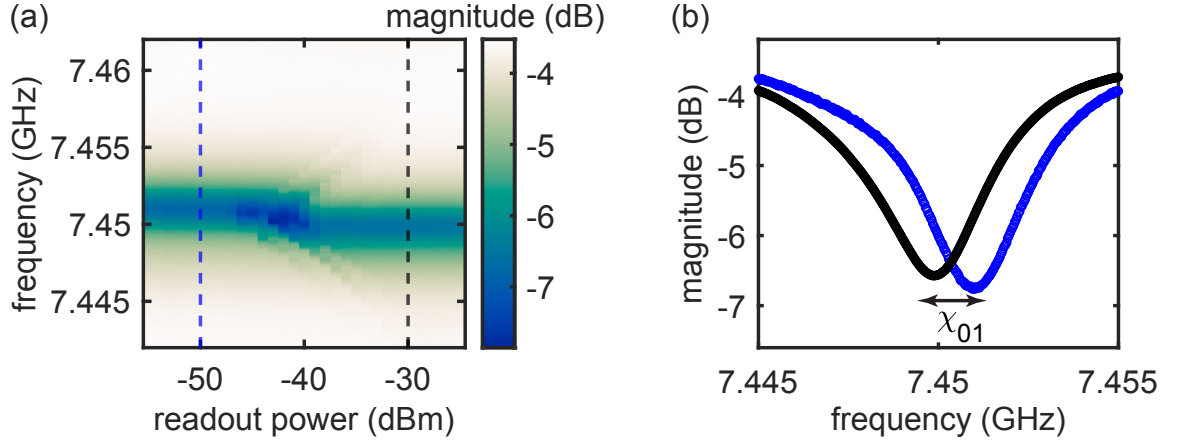 (a)
magnitude (dB)
frequency (GHz)
7.46
7.455
7.45
7.445
-50
-40
-30
readout power (dBm)
-4
-5
-6
-7
(b)
magnitude (dB)
-4
-5
-6
-7
χ01
7.445
7.45
7.455
frequency (GHz)